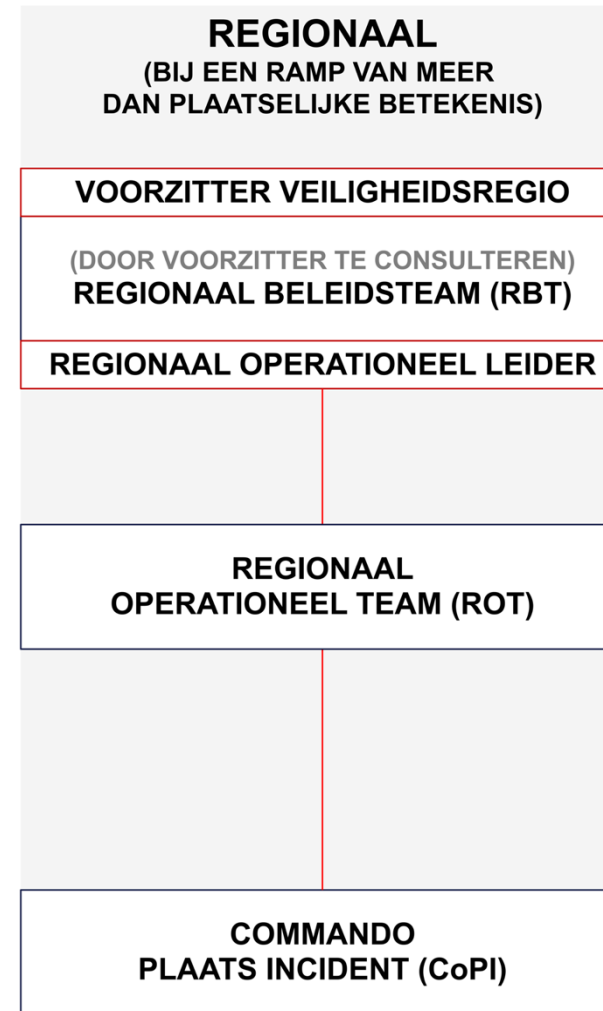 REGIONAAL
(BIJ EEN RAMP VAN MEER
DAN PLAATSELIJKE BETEKENIS)
VOORZITTER VEILIGHEIDSREGIO
(DOOR VOORZITTER TE CONSULTEREN)
REGIONAAL BELEIDSTEAM (RBT)
REGIONAAL OPERATIONEEL LEIDER
REGIONAAL
OPERATIONEEL TEAM (ROT)
COMMANDO
PLAATS INCIDENT (CoPI)